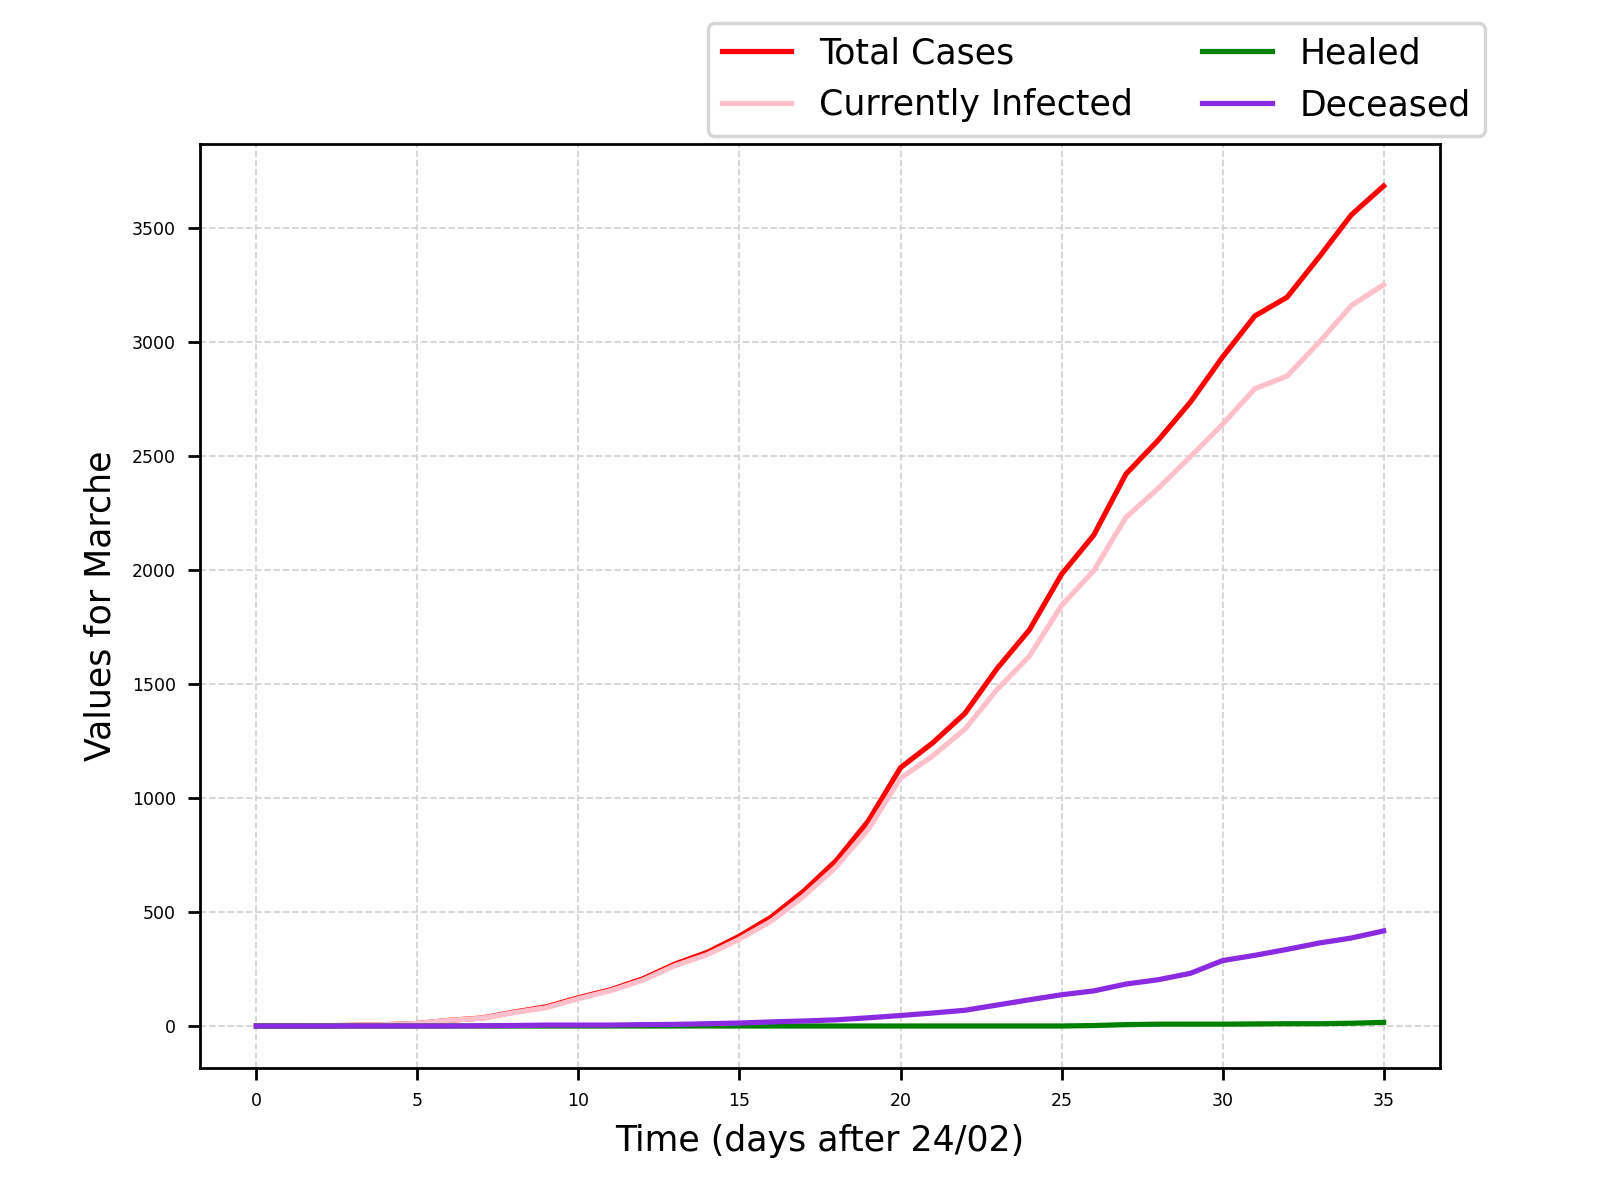 Total Cases
Currently Infected
Healed
Deceased
3500
3000
2500
2000
1500
1000
500
0
Values for Marche
0 5 10 15 20 25 30 35
Time (days after 24/02)